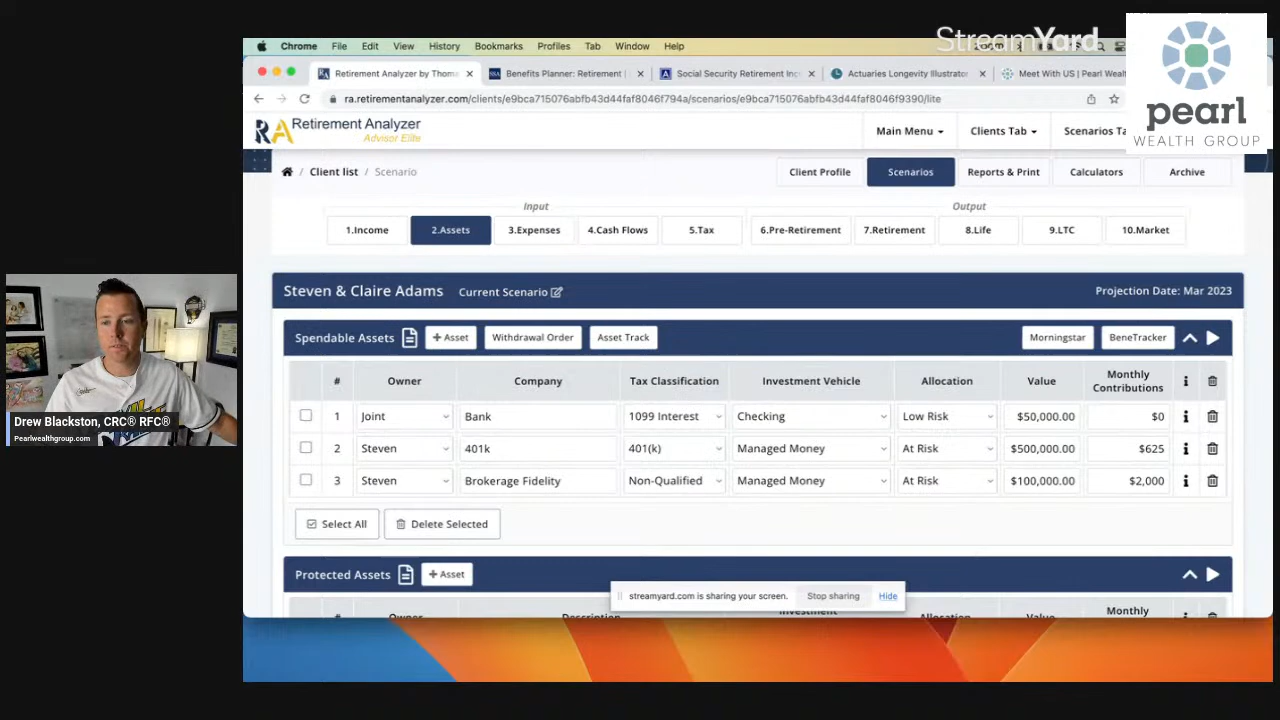 StreamYard
pearl
WEALTH GROUP
Chrome File Edit View History Bookmarks Profiles Tab Window Help
Retirement Analyzer by Thoma
Benefits Planner: Retirement |
Social Security Retirement Inc
Actuaries Longevity Illustrator
Meet With US | Pearl Wealt
ra.retirementanalyzer.com/clients/e9bca715076abfb43d44faf8046f794a/scenarios/e9bca715076abfb43d44faf8046f9390/lite
RA Retirement Analyzer
Advisor Elite
Main Menu Clients Tab Scenarios Ta
/ Client list / Scenario
Client Profile Scenarios Reports & Print Calculators Archive
Input Output
1.Income 2.Assets 3.Expenses 4.Cash Flows 5.Tax 6.Pre-Retirement 7.Retirement 8.Life 9.LTC 10.Market
Steven & Claire Adams Current Scenario Projection Date: Mar 2023
Spendable Assets + Asset Withdrawal Order Asset Track Morningstar BeneTracker
# Owner Company Tax Classification Investment Vehicle Allocation Value Monthly Contributions
1 Joint Bank 1099 Interest Checking Low Risk $50,000.00 $0
2 Steven 401k 401(k) Managed Money At Risk $500,000.00 $625
3 Steven Brokerage Fidelity Non-Qualified Managed Money At Risk $100,000.00 $2,000
Select All Delete Selected
Protected Assets + Asset
streamyard.com is sharing your screen. Stop sharing Hide
# Owner Description Investment Allocation Value Monthly
Drew Blackston, CRC® RFC®
Pearlwealthgroup.com